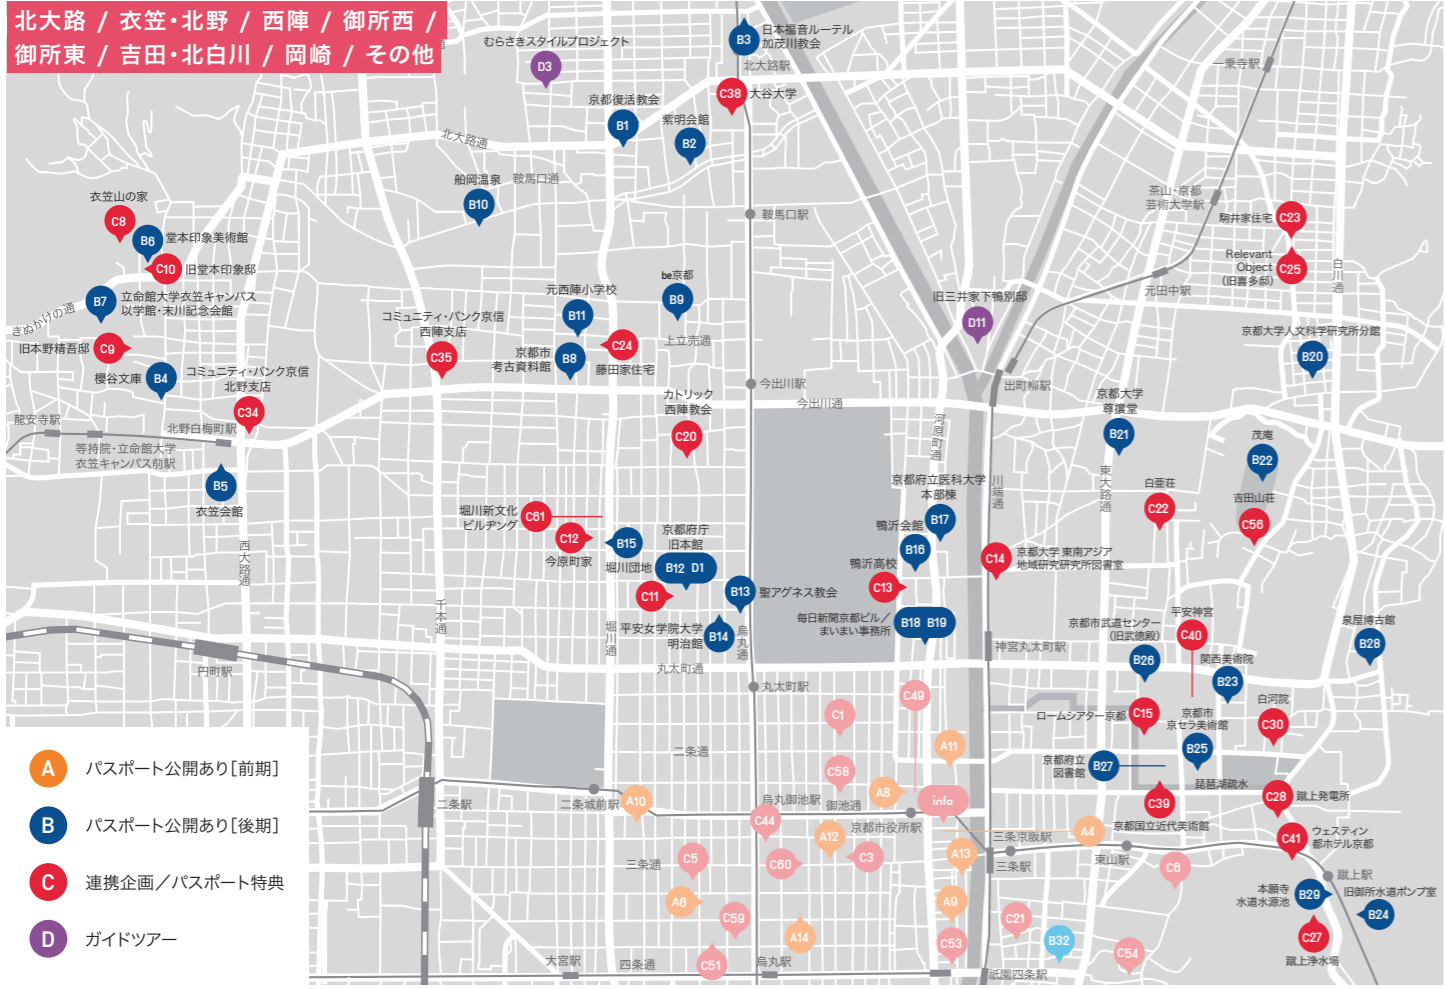 北大路 / 衣笠・北野 / 西陣 / 御所西 /
御所東 / 吉田・北白川 / 岡崎 / その他
むらさきスタイルプロジェクト
D3
B3
日本福音ルーテル
加茂川教会
北大路駅
一乗寺駅
C38
大谷大学
京都復活教会
B1
紫明会館
B2
北大路通
船岡温泉
鞍馬口通
B10
鞍馬口駅
茶山・京都
芸術大学駅
駒井家住宅
C23
衣笠山の家
C8
B6
堂本印象美術館
C10
旧堂本印象邸
Relevant
Object
(旧喜多邸)
C25
白川通
元田中駅
B7
立命館大学衣笠キャンパス
以学館・末川記念会館
きぬかけの通
be京都
B9
元西陣小学校
B11
旧三井家下鴨別邸
D11
コミュニティ・バンク京信
西陣支店
C35
上立売通
京都大学人文科学研究所分館
B20
旧本野精吾邸
C9
京都市
考古資料館
B8
C24
藤田家住宅
櫻谷文庫
B4
コミュニティ・バンク京信
北野支店
C34
今出川駅
今出川通
出町柳駅
カトリック
西陣教会
C20
河原町通
京都大学
尊攘堂
B21
龍安寺駅
等持院・立命館大学
衣笠キャンパス前駅
北野白梅町駅
茂庵
B22
B5
衣笠会館
東大路通
川端通
京都府立医科大学
本部棟
B17
白亜荘
C22
吉田山荘
C56
堀川新文化
ビルヂング
C61
C12
今原町家
B15
堀川団地
京都府庁
旧本館
B12 D1
鴨沂会館
B16
鴨沂高校
C13
C14
京都大学 東南アジア
地域研究研究所図書室
西大路通
千本通
堀川通
C11
B13
聖アグネス教会
平安女学院大学
明治館
B14
烏丸通
毎日新聞京都ビル/
まいまい事務所
B18 B19
京都市武道センター
(旧武徳殿)
B26
平安神宮
C40
泉屋博古館
B28
神宮丸太町駅
関西美術院
B23
円町駅
丸太町通
丸太町駅
C1
C49
A11
ロームシアター京都
C15
京都市
京セラ美術館
B25
白河院
C30
二条通
C58
京都府立
図書館
B27
琵琶湖疏水
A
パスポート公開あり[前期]
B
パスポート公開あり[後期]
C
連携企画/パスポート特典
D
ガイドツアー
二条駅
二条城前駅
A10
烏丸御池駅
御池通
A8
info
C44
京都市役所駅
C39
京都国立近代美術館
C28
蹴上発電所
C41
ウェスティン
都ホテル京都
三条通
C5
C60
A12
C3
A13
A4
三条京阪駅
三条駅
東山駅
C6
蹴上駅
A6
C59
A14
A9
C21
本願寺
水道水源池
B29
旧御所水道ポンプ室
B24
C51
C53
B32
C54
C27
蹴上浄水場
大宮駅
四条通
烏丸駅
祇園四条駅